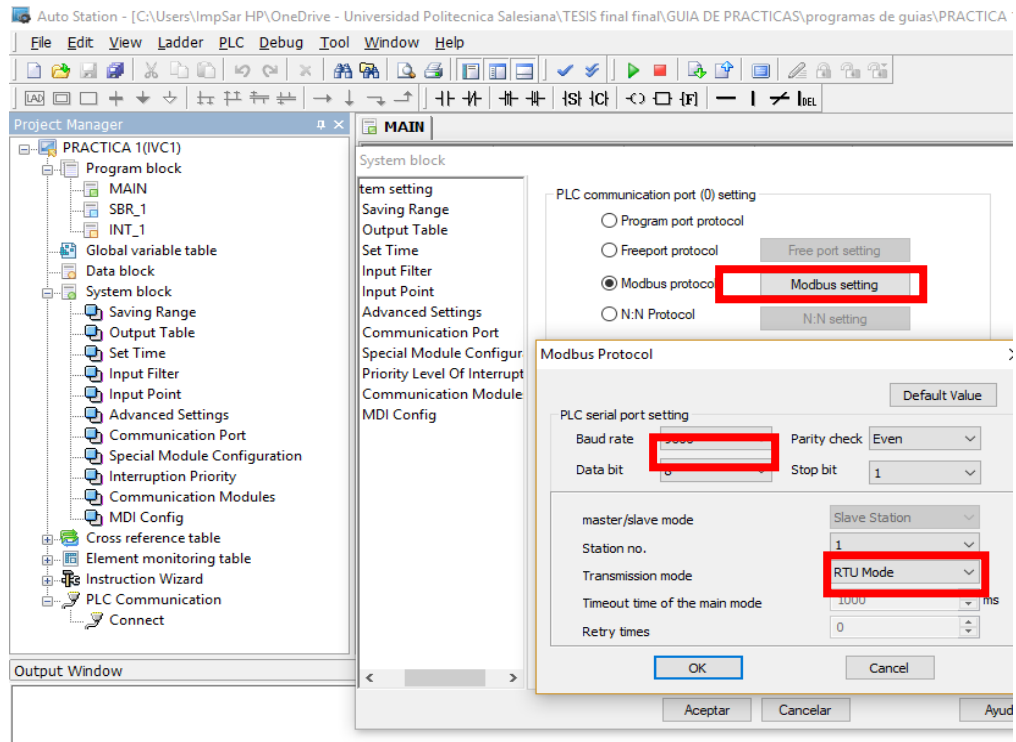 Auto Station - [C:\Users\ImpSar HP\OneDrive - Universidad Politecnica Salesiana\TESIS final final\GUIA DE PRACTICAS\programas de guias\PRACTICA
File Edit View Ladder PLC Debug Tool Window Help
LAD
S C F DEL
Project Manager
MAIN
PRACTICA 1(IVC1)
Program block
MAIN
SBR_1
INT_1
Global variable table
Data block
System block
Saving Range
Output Table
Set Time
Input Filter
Input Point
Advanced Settings
Communication Port
Special Module Configuration
Interruption Priority
Communication Modules
MDI Config
Cross reference table
Element monitoring table
Instruction Wizard
PLC Communication
Connect
Output Window
System block
tem setting
Saving Range
Output Table
Set Time
Input Filter
Input Point
Advanced Settings
Communication Port
Special Module Configur
Priority Level Of Interrupt
Communication Module
MDI Config
PLC communication port (0) setting
Program port protocol
Freeport protocol Free port setting
Modbus protocol Modbus setting
N:N Protocol N:N setting
Modbus Protocol
Default Value
PLC serial port setting
Baud rate Parity check Even
Data bit Stop bit 1
master/slave mode Slave Station
Station no. 1
Transmission mode RTU Mode
Timeout time of the main mode 1000 ms
Retry times 0
OK Cancel
Aceptar Cancelar Ayud